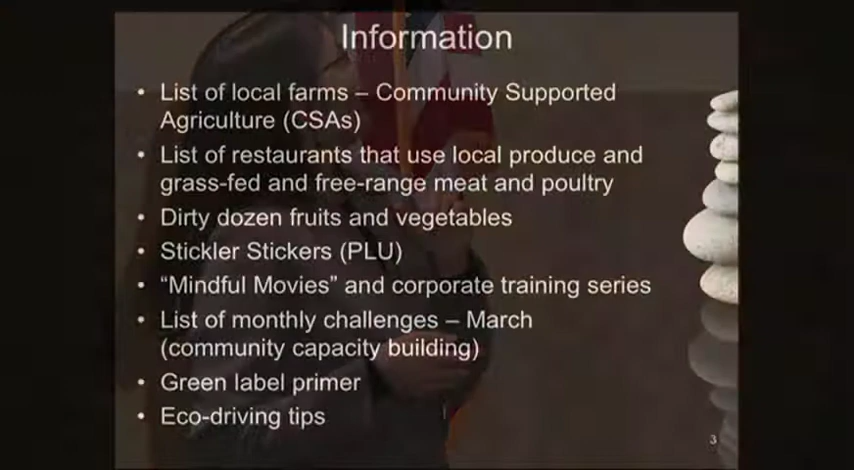 Information
• List of local farms – Community Supported
Agriculture (CSAs)
• List of restaurants that use local produce and
grass-fed and free-range meat and poultry
• Dirty dozen fruits and vegetables
• Stickler Stickers (PLU)
• “Mindful Movies” and corporate training series
• List of monthly challenges – March
(community capacity building)
• Green label primer
• Eco-driving tips
3